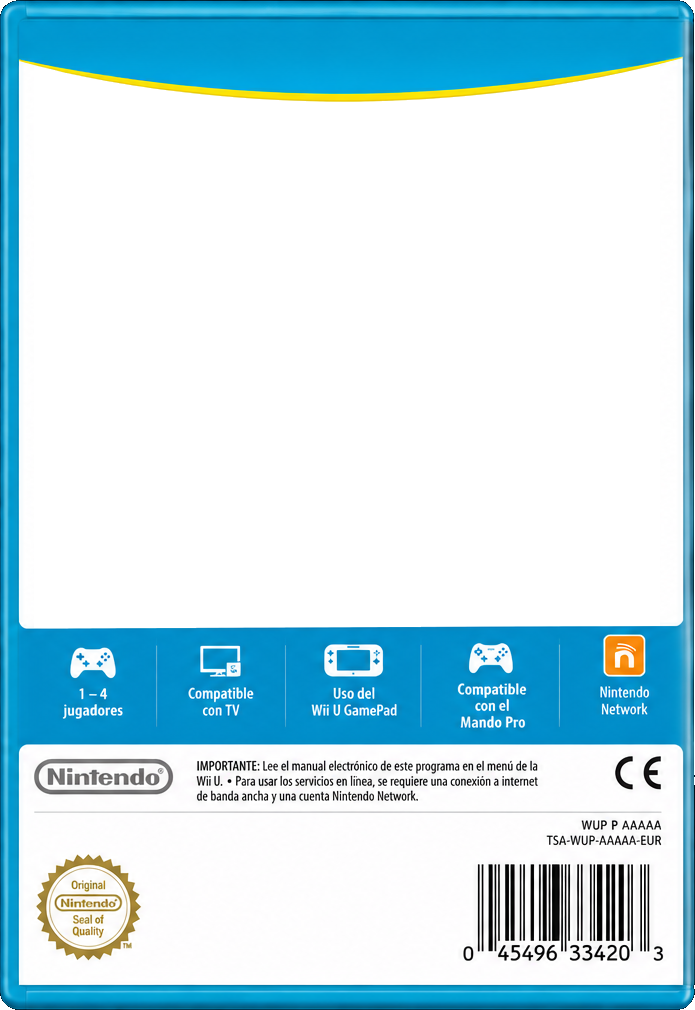 1 – 4
jugadores
Compatible
con TV
Uso del
Wii U GamePad
Compatible
con el
Mando Pro
Nintendo
Network
Nintendo®
IMPORTANTE: Lee el manual electrónico de este programa en el menú de la
Wii U. • Para usar los servicios en línea, se requiere una conexión a internet
de banda ancha y una cuenta Nintendo Network.
CE
WUP P AAAAA
TSA-WUP-AAAAA-EUR
Original
Nintendo®
Seal of
Quality
TM
0 45496 33420 3